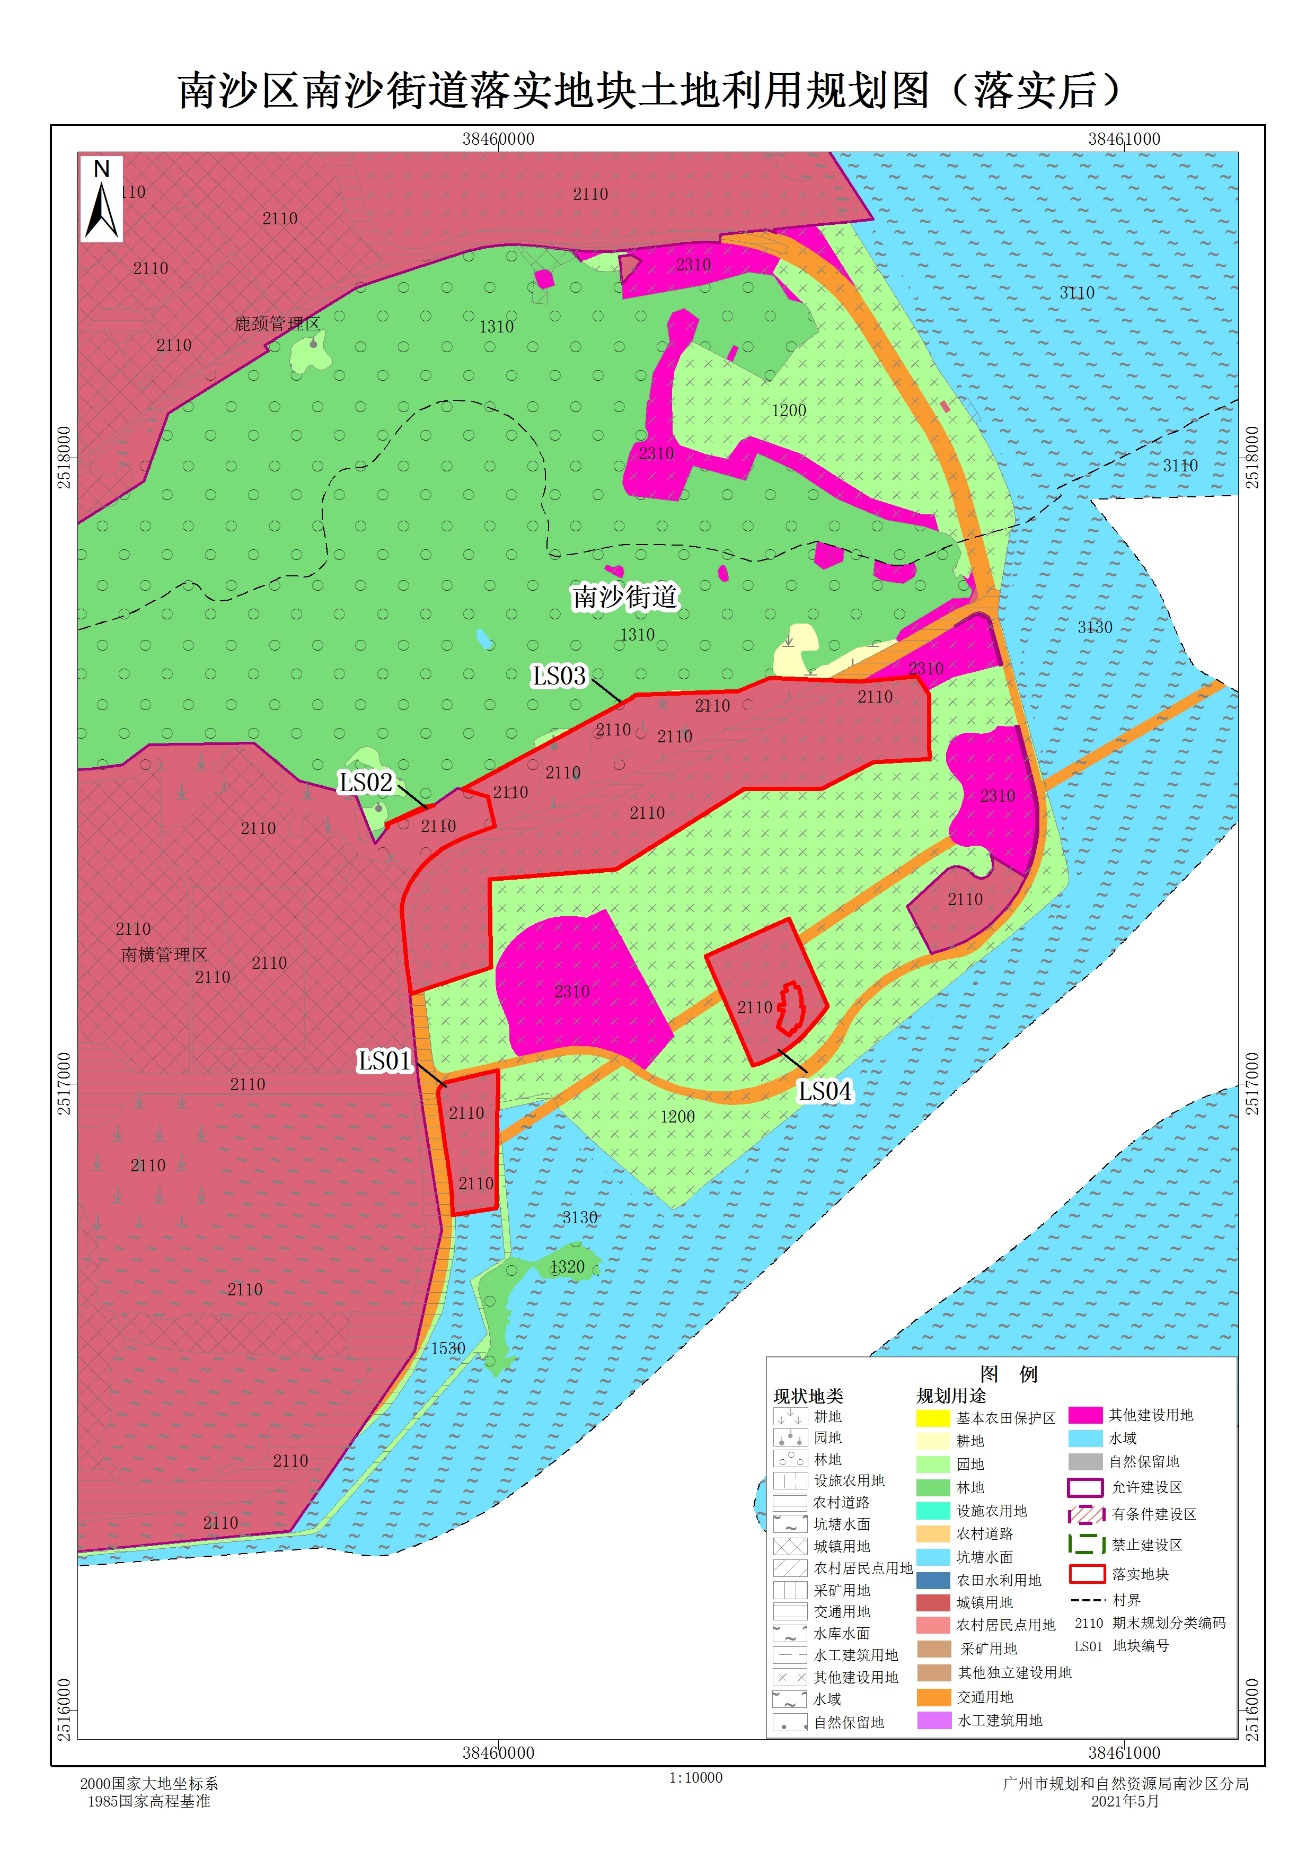 南沙区南沙街道落实地块土地利用规划图（落实后）
38460000
38461000
N
110
2110
2110
2110
2310
3110
鹿颈管理区
1310
2110
1200
2518000
2518000
2310
3110
南沙街道
3130
1310
2310
LS03
2110
2110
2110
2110
LS02
2110
2110
2310
2110
2110
2110
2110
2110
南横管理区
2110
2110
2310
2110
LS01
2517000
2517000
2110
LS04
2110
1200
2110
2110
3130
1320
2110
1530
2110
2110
图 例
现状地类
耕地
园地
林地
设施农用地
农村道路
坑塘水面
城镇用地
农村居民点用地
采矿用地
交通用地
水库水面
水工建筑用地
其他建设用地
水域
自然保留地
规划用途
基本农田保护区
耕地
园地
林地
设施农用地
农村道路
坑塘水面
农田水利用地
城镇用地
农村居民点用地
采矿用地
其他独立建设用地
交通用地
水工建筑用地
其他建设用地
水域
自然保留地
允许建设区
有条件建设区
禁止建设区
落实地块
村界
2110 期末规划分类编码
LS01 地块编号
2516000
2516000
38460000
38461000
2000国家大地坐标系
1985国家高程基准
1:10000
广州市规划和自然资源局南沙区分局
2021年5月